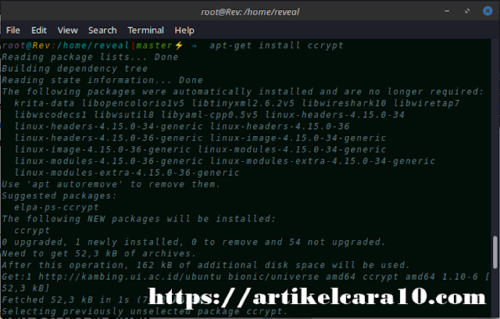 root@Rev: /home/reveal
File Edit View Search Terminal Help
root@Rev:/home/reveal|master⚡ → apt-get install ccrypt
Reading package lists... Done
Building dependency tree
Reading state information... Done
The following packages were automatically installed and are no longer required:
krita-data libopencolorio1v5 libtinyxml2.6.2v5 libwireshark10 libwiretap7
libwscodecs1 libwsutil8 libyaml-cpp0.5v5 linux-headers-4.15.0-34
linux-headers-4.15.0-34-generic linux-headers-4.15.0-36
linux-headers-4.15.0-36-generic linux-image-4.15.0-34-generic
linux-image-4.15.0-36-generic linux-modules-4.15.0-34-generic
linux-modules-4.15.0-36-generic linux-modules-extra-4.15.0-34-generic
linux-modules-extra-4.15.0-36-generic
Use 'apt autoremove' to remove them.
Suggested packages:
elpa-ps-ccrypt
The following NEW packages will be installed:
ccrypt
0 upgraded, 1 newly installed, 0 to remove and 54 not upgraded.
Need to get 52,3 kB of archives.
After this operation, 162 kB of additional disk space will be used.
Get:1 http://kambing.ui.ac.id/ubuntu bionic/universe amd64 ccrypt amd64 1.10-6 [
52,3 kB]
Fetched 52,3 kB in 1s
https://artikelcara10.com
Selecting previously unselected package ccrypt.